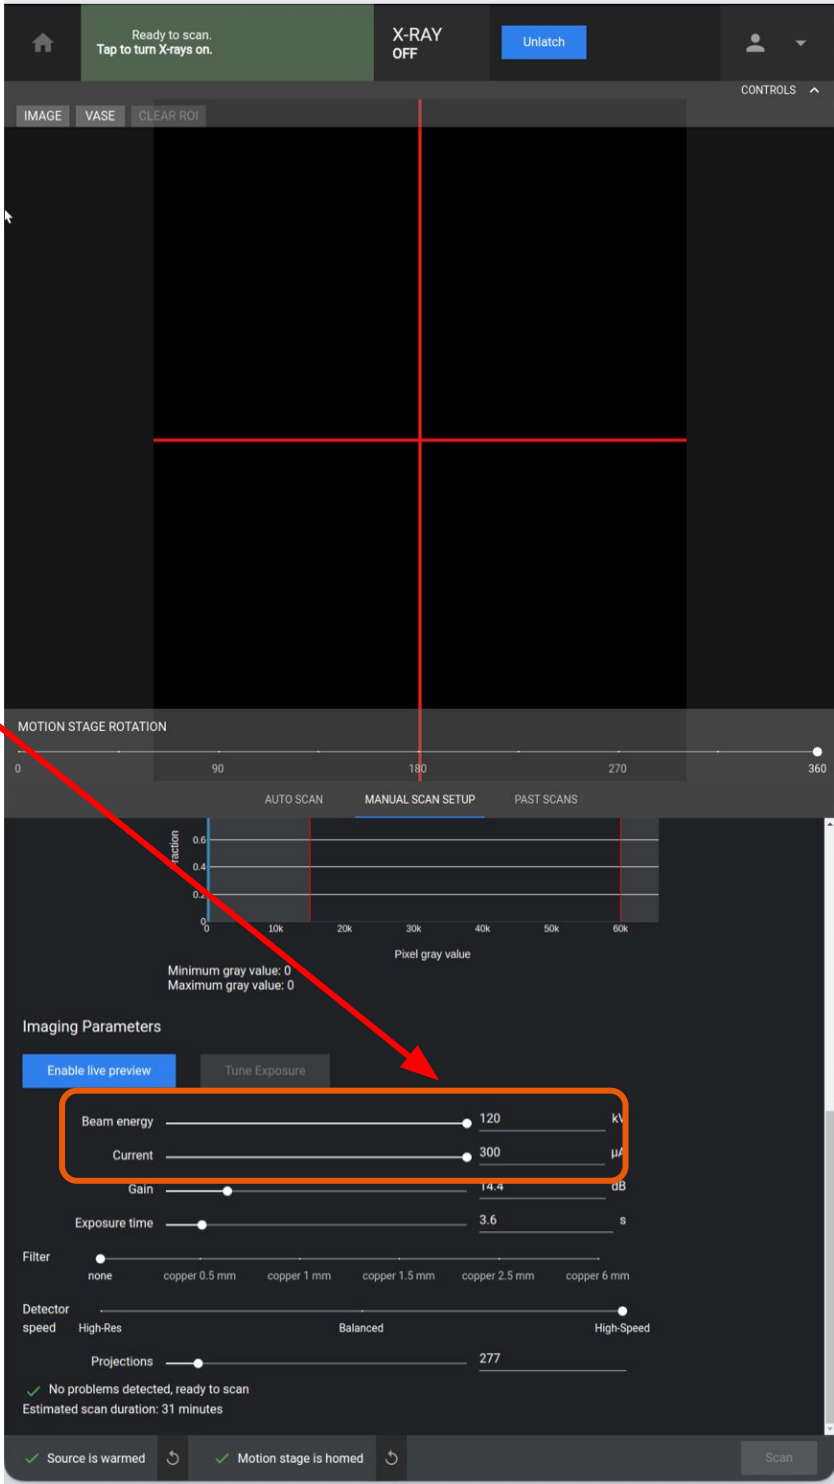 Ready to scan.
Tap to turn X-rays on.
X-RAY
OFF
Unlatch
CONTROLS
IMAGE VASE CLEAR ROI
MOTION STAGE ROTATION
0 90 180 270 360
AUTO SCAN MANUAL SCAN SETUP PAST SCANS
0.6
0.4
0.2
0
0 10k 20k 30k 40k 50k 60k
Pixel gray value
Minimum gray value: 0
Maximum gray value: 0
Imaging Parameters
Enable live preview Tune Exposure
Beam energy 120 kV
Current 300 µA
Gain 14.4 dB
Exposure time 3.6 s
Filter
none copper 0.5 mm copper 1 mm copper 1.5 mm copper 2.5 mm copper 6 mm
Detector
speed High-Res Balanced High-Speed
Projections 277
No problems detected, ready to scan
Estimated scan duration: 31 minutes
Source is warmed Motion stage is homed Scan